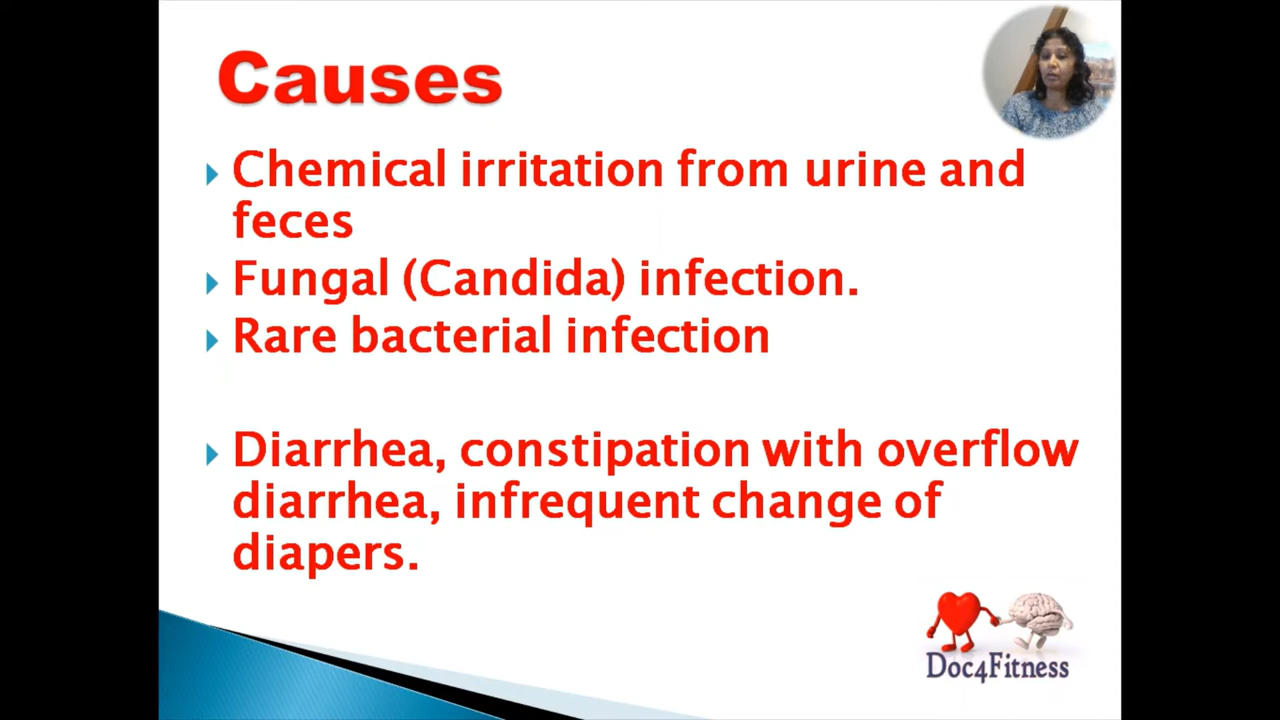 Causes
Chemical irritation from urine and
feces
Fungal (Candida) infection.
Rare bacterial infection
Diarrhea, constipation with overflow
diarrhea, infrequent change of
diapers.
Doc4Fitness